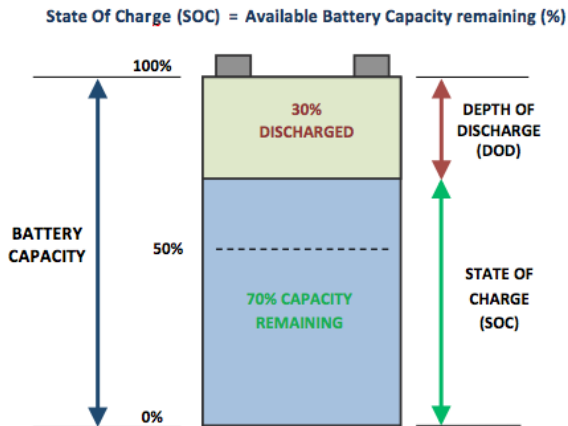 State Of Charge (SOC) = Available Battery Capacity remaining (%)
100%
30%
DISCHARGED
DEPTH OF
DISCHARGE
(DOD)
BATTERY
CAPACITY
50%
70% CAPACITY
REMAINING
STATE OF
CHARGE
(SOC)
0%